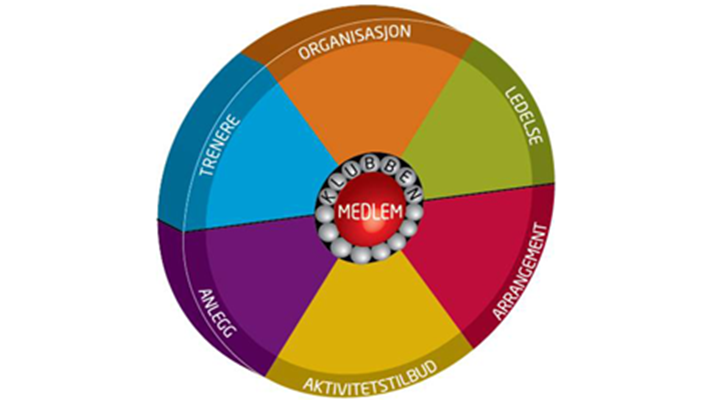 ORGANISASJON
LEDELSE
ARRANGEMENT
AKTIVITETSTILBUD
ANLEGG
TRENERE
KLUBBEN
MEDLEM